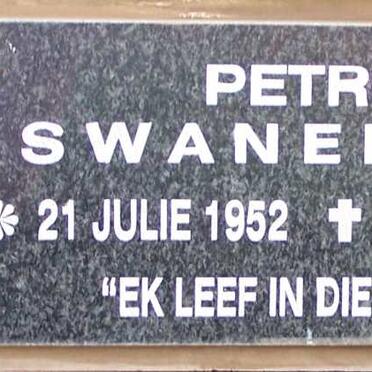 PETR
SWANE
21 JULIE 1952
"EK LEEF IN DIE